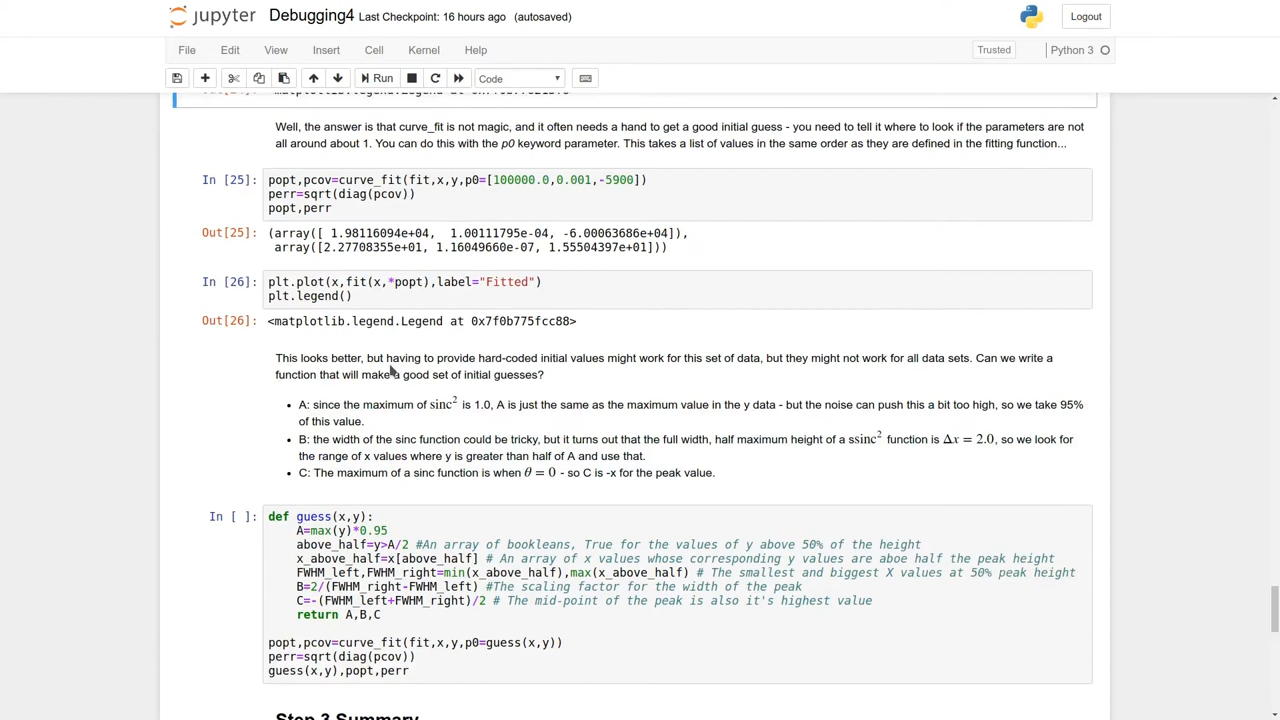 jupyter Debugging4 Last Checkpoint: 16 hours ago (autosaved) Logout
File Edit View Insert Cell Kernel Help Trusted Python 3
Run Code
Well, the answer is that curve_fit is not magic, and it often needs a hand to get a good initial guess - you need to tell it where to look if the parameters are not
all around about 1. You can do this with the p0 keyword parameter. This takes a list of values in the same order as they are defined in the fitting function...
In [25]: popt,pcov=curve_fit(fit,x,y,p0=[100000.0,0.001,-5900])
perr=sqrt(diag(pcov))
popt,perr
Out[25]: (array([ 1.98116094e+04, 1.00111795e-04, -6.00063686e+04]),
array([2.27708355e+01, 1.16049660e-07, 1.55504397e+01]))
In [26]: plt.plot(x,fit(x,*popt),label="Fitted")
plt.legend()
Out[26]: <matplotlib.legend.Legend at 0x7f0b775fcc88>
This looks better, but having to provide hard-coded initial values might work for this set of data, but they might not work for all data sets. Can we write a
function that will make a good set of initial guesses?
• A: since the maximum of sinc² is 1.0, A is just the same as the maximum value in the y data - but the noise can push this a bit too high, so we take 95%
of this value.
• B: the width of the sinc function could be tricky, but it turns out that the full width, half maximum height of a ssinc² function is Δx = 2.0, so we look for
the range of x values where y is greater than half of A and use that.
• C: The maximum of a sinc function is when θ = 0 - so C is -x for the peak value.
In [ ]: def guess(x,y):
A=max(y)*0.95
above_half=y>A/2 #An array of bookleans, True for the values of y above 50% of the height
x_above_half=x[above_half] # An array of x values whose corresponding y values are aboe half the peak height
FWHM_left,FWHM_right=min(x_above_half),max(x_above_half) # The smallest and biggest X values at 50% peak height
B=2/(FWHM_right-FWHM_left) #The scaling factor for the width of the peak
C=-(FWHM_left+FWHM_right)/2 # The mid-point of the peak is also it's highest value
return A,B,C
popt,pcov=curve_fit(fit,x,y,p0=guess(x,y))
perr=sqrt(diag(pcov))
guess(x,y),popt,perr
Step 3 Summary